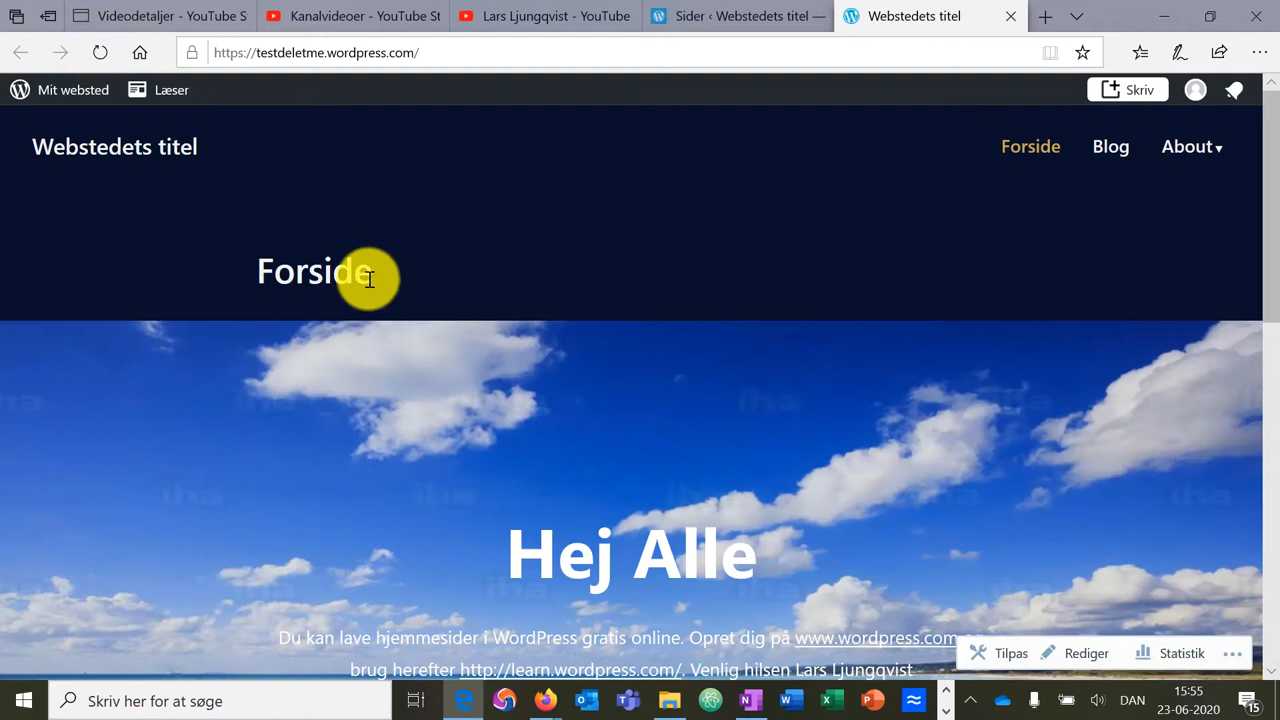 Videodetaljer - YouTube S
Kanalvideoer - YouTube St
Lars Ljungqvist - YouTube
Sider ‹ Webstedets titel —
Webstedets titel
https://testdeletme.wordpress.com/
Mit websted
Læser
Skriv
Webstedets titel
Forside
Blog
About ▾
Forside
Hej Alle
Du kan lave hjemmesider i WordPress gratis online. Opret dig på www.wordpress.com
brug herefter http://learn.wordpress.com/. Venlig hilsen Lars Ljungqvist
Tilpas
Rediger
Statistik
Skriv her for at søge
DAN
15:55
23-06-2020
15